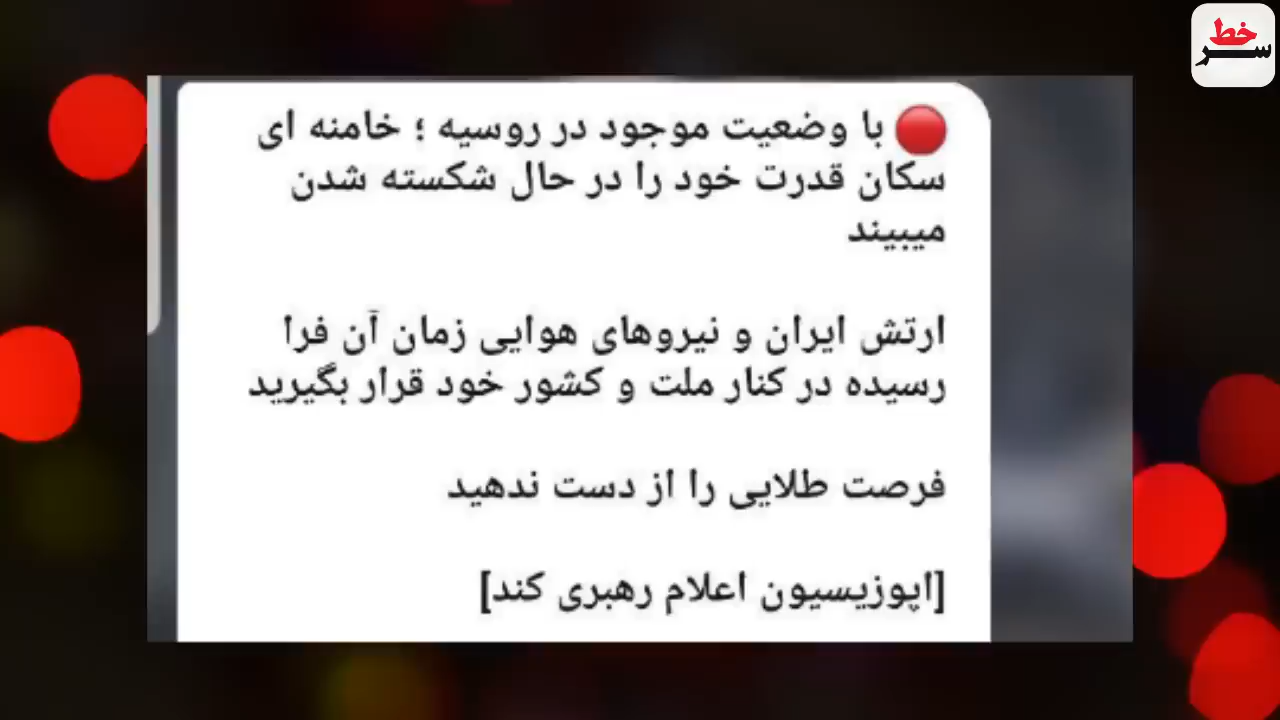 خط
سر
🔴 با وضعیت موجود در روسیه ؛ خامنه ای
سکان قدرت خود را در حال شکسته شدن
میبیند
ارتش ایران و نیروهای هوایی زمان آن فرا
رسیده در کنار ملت و کشور خود قرار بگیرید
فرصت طلایی را از دست ندهید
[اپوزیسیون اعلام رهبری کند]